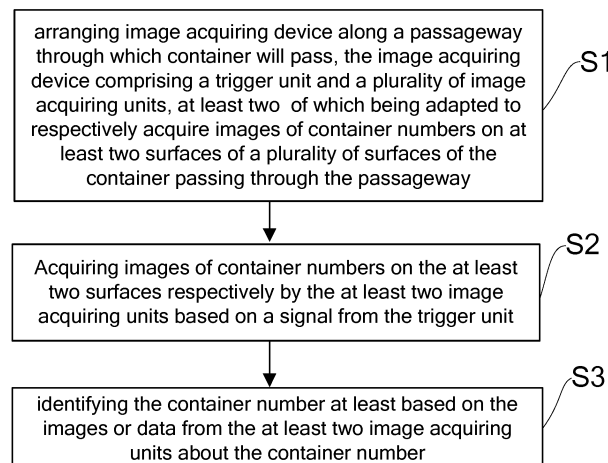 arranging image acquiring device along a passageway
through which container will pass, the image acquiring
device comprising a trigger unit and a plurality of image
acquiring units, at least two of which being adapted to
respectively acquire images of container numbers on at
least two surfaces of a plurality of surfaces of the
container passing through the passageway
S1
Acquiring images of container numbers on the at least
two surfaces respectively by the at least two image
acquiring units based on a signal from the trigger unit
S2
identifying the container number at least based on the
images or data from the at least two image acquiring
units about the container number
S3